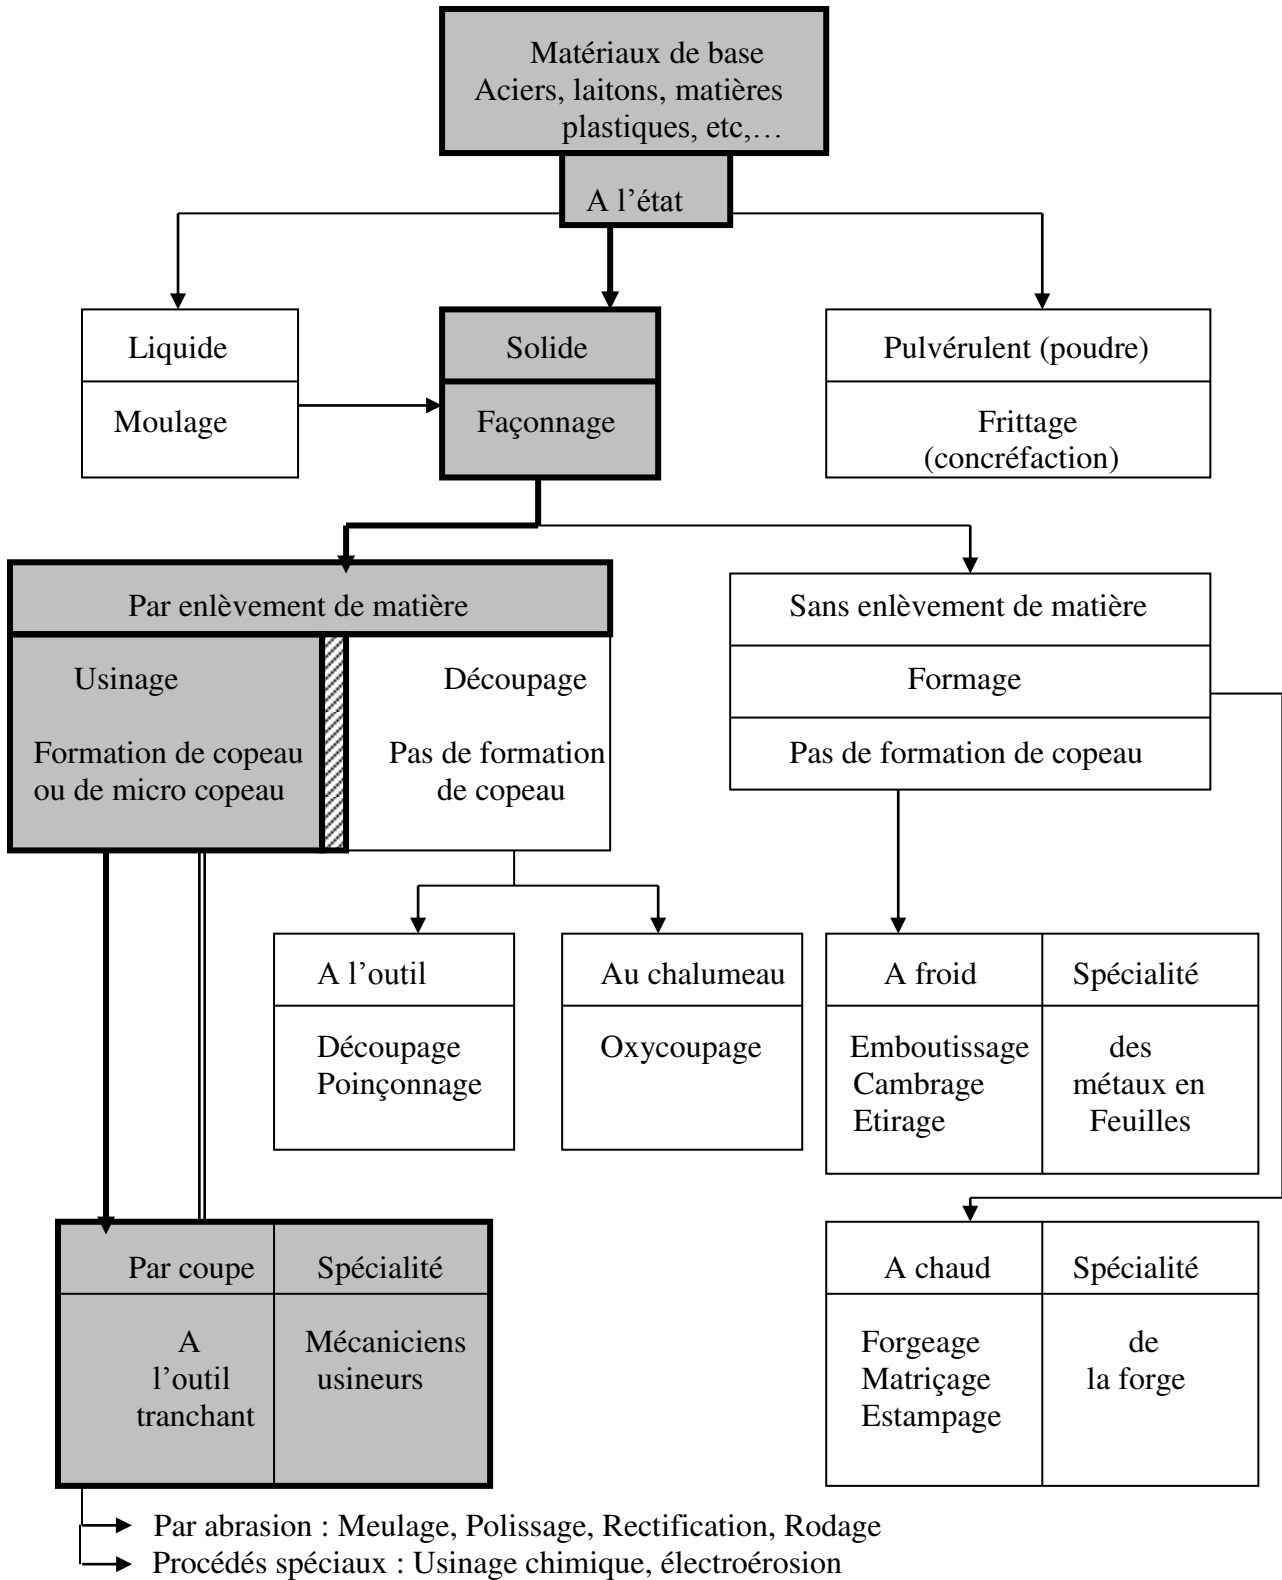 Matériaux de base
Aciers, laitons, matières
plastiques, etc,…
A l’état
Liquide
Moulage
Solide
Façonnage
Pulvérulent (poudre)
Frittage
(concréfaction)
Par enlèvement de matière
Usinage
Formation de copeau
ou de micro copeau
Découpage
Pas de formation
de copeau
Sans enlèvement de matière
Formage
Pas de formation de copeau
A l’outil
Découpage
Poinçonnage
Au chalumeau
Oxycoupage
A froid
Emboutissage
Cambrage
Etirage
Spécialité
des
métaux en
Feuilles
Par coupe
A
l’outil
tranchant
Spécialité
Mécaniciens
usineurs
A chaud
Forgeage
Matriçage
Estampage
Spécialité
de
la forge
Par abrasion : Meulage, Polissage, Rectification, Rodage
Procédés spéciaux : Usinage chimique, électroérosion